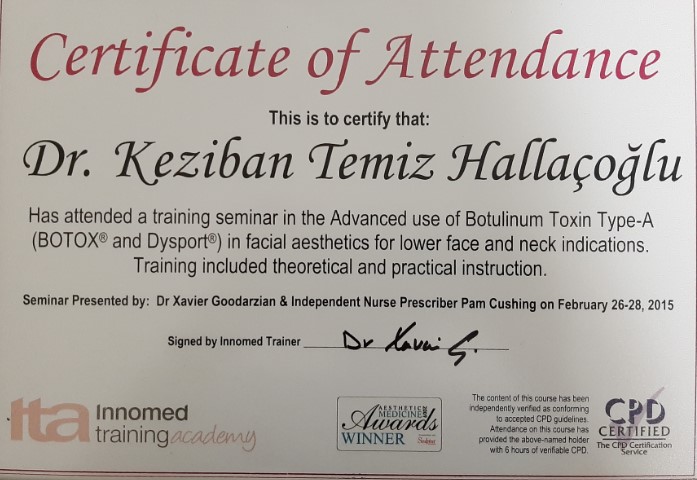 Certificate of Attendance
This is to certify that:
Dr. Keziban Temiz Hallaçoğlu
Has attended a training seminar in the Advanced use of Botulinum Toxin Type-A
(BOTOX® and Dysport®) in facial aesthetics for lower face and neck indications.
Training included theoretical and practical instruction.
Seminar Presented by: Dr Xavier Goodarzian & Independent Nurse Prescriber Pam Cushing on February 26-28, 2015
Signed by Innomed Trainer
Dr Xavier G.
ita Innomed
training academy
AESTHETIC
MEDICINE
Awards
WINNER
The content of this course has been
independently verified as conforming
to accepted CPD guidelines.
Attendance on this course has
provided the above-named holder
with 6 hours of verifiable CPD.
CPD
CERTIFIED
The CPD Certification
Service